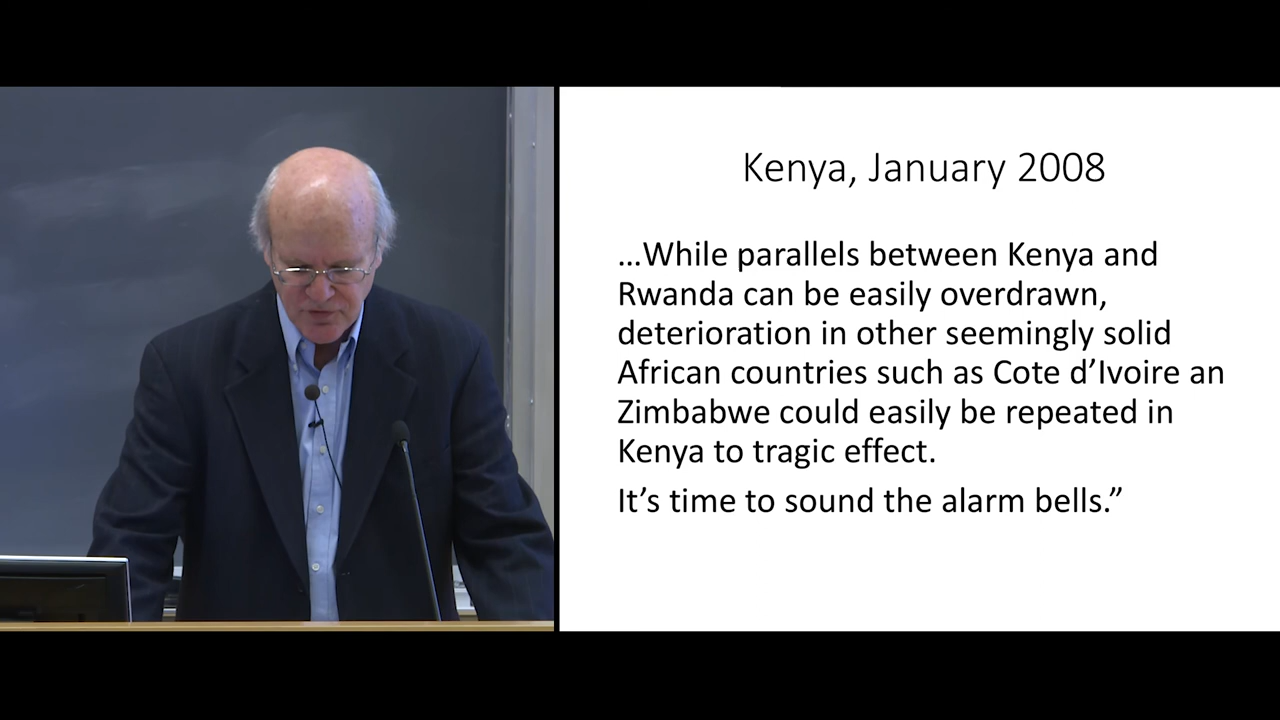 Kenya, January 2008
…While parallels between Kenya and
Rwanda can be easily overdrawn,
deterioration in other seemingly solid
African countries such as Cote d’Ivoire an
Zimbabwe could easily be repeated in
Kenya to tragic effect.
It’s time to sound the alarm bells.”